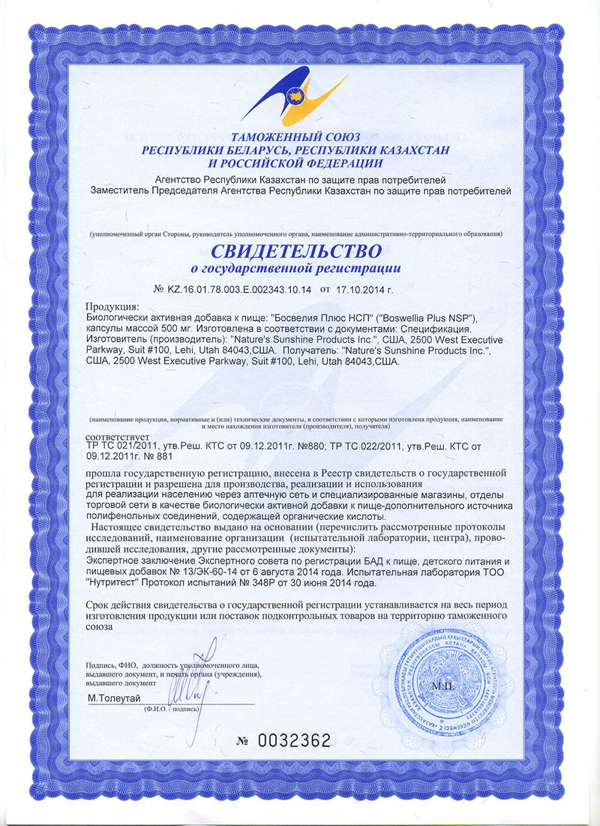 ТАМОЖЕННЫЙ СОЮЗ
РЕСПУБЛИКИ БЕЛАРУСЬ, РЕСПУБЛИКИ КАЗАХСТАН
И РОССИЙСКОЙ ФЕДЕРАЦИИ
Агентство Республики Казахстан по защите прав потребителей
Заместитель Председателя Агентства Республики Казахстан по защите прав потребителей
(уполномоченный орган Стороны, руководитель уполномоченного органа, наименование административно-территориального образования)
СВИДЕТЕЛЬСТВО
о государственной регистрации
№ KZ.16.01.78.003.E.002343.10.14 от 17.10.2014 г.
Продукция:
Биологически активная добавка к пище: "Босвелия Плюс НСП" ("Boswellia Plus NSP"),
капсулы массой 500 мг. Изготовлена в соответствии с документами: Спецификация.
Изготовитель (производитель): "Nature's Sunshine Products Inc.", США, 2500 West Executive
Parkway, Suit #100, Lehi, Utah 84043,США. Получатель: "Nature's Sunshine Products Inc.",
США, 2500 West Executive Parkway, Suit #100, Lehi, Utah 84043,США.
(наименование продукции, нормативные и (или) технические документы, в соответствии с которыми изготовлена продукция, наименование
и место нахождения изготовителя (производителя), получателя)
соответствует
ТР ТС 021/2011, утв.Реш. КТС от 09.12.2011г. №880; ТР ТС 022/2011, утв.Реш. КТС от
09.12.2011г. № 881
прошла государственную регистрацию, внесена в Реестр свидетельств о государственной
регистрации и разрешена для производства, реализации и использования
для реализации населению через аптечную сеть и специализированные магазины, отделы
торговой сети в качестве биологически активной добавки к пище-дополнительного источника
полифенольных соединений, содержащей органические кислоты.
Настоящее свидетельство выдано на основании (перечислить рассмотренные протоколы
исследований, наименование организации (испытательной лаборатории, центра), прово-
дившей исследования, другие рассмотренные документы):
Экспертное заключение Экспертного совета по регистрации БАД к пище, детского питания и
пищевых добавок № 13/ЭК-60-14 от 6 августа 2014 года. Испытательная лаборатория ТОО
"Нутритест" Протокол испытаний № 348Р от 30 июня 2014 года.
Срок действия свидетельства о государственной регистрации устанавливается на весь период
изготовления продукции или поставок подконтрольных товаров на территорию таможенного
союза
Подпись, ФИО, должность уполномоченного лица,
выдавшего документ, и печать органа (учреждения),
выдавшего документ
М.Толеутай
(Ф.И.О. / подпись)
М.П.
№ 0032362